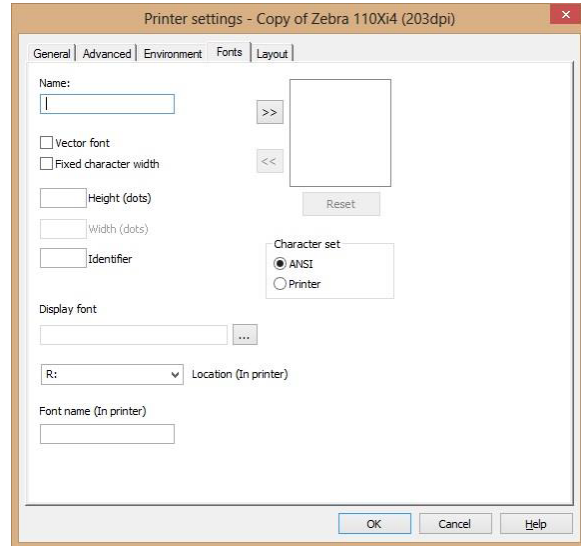 Printer settings - Copy of Zebra 110Xi4 (203dpi)
General Advanced Environment Fonts Layout
Name:
>>
Vector font
Fixed character width
<<
Height (dots)
Reset
Width (dots)
Character set
Identifier
ANSI
Printer
Display font
...
R:
Location (In printer)
Font name (In printer)
OK Cancel Help